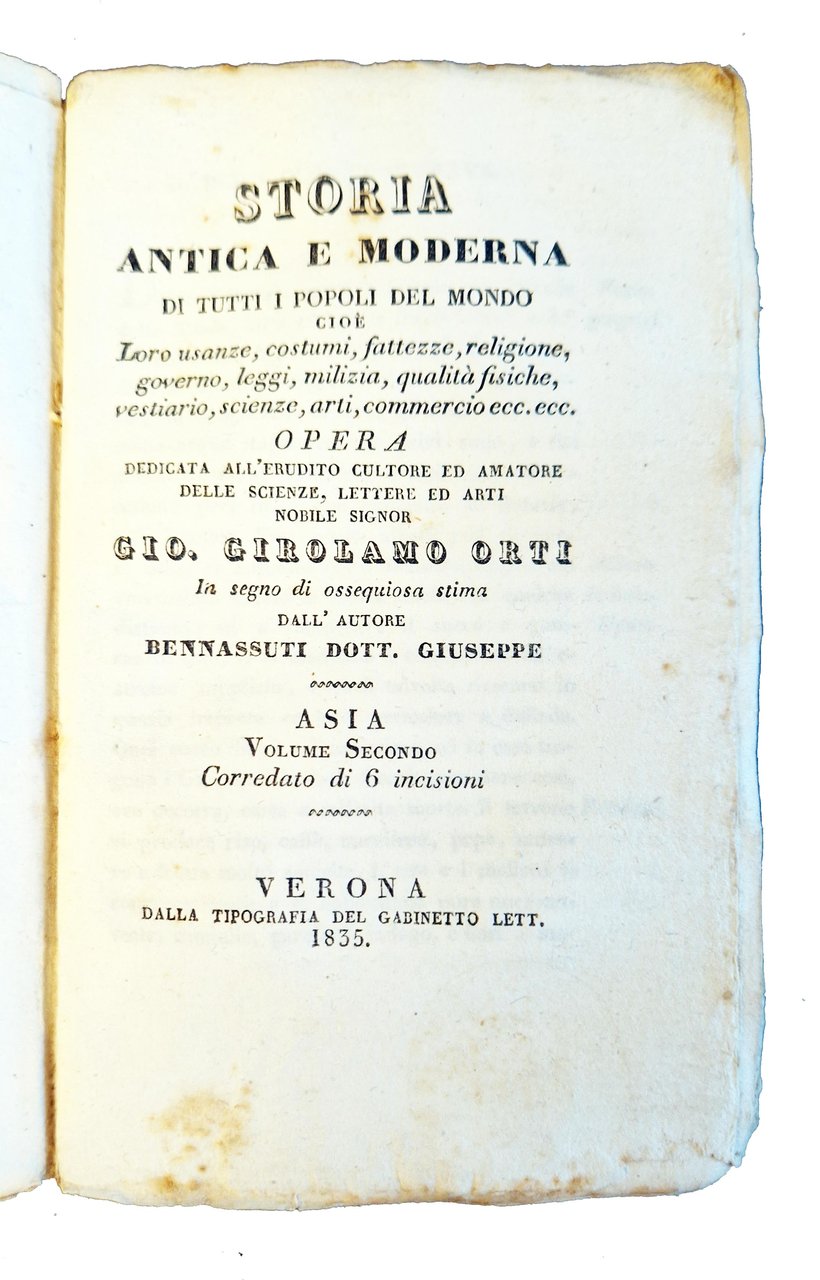 STORIA
ANTICA E MODERNA
DI TUTTI I POPOLI DEL MONDO
CIOÈ
Loro usanze, costumi, fattezze, religione,
governo, leggi, milizia, qualità fisiche,
vestiario, scienze, arti, commercio ecc. ecc.
OPERA
DEDICATA ALL'ERUDITO CULTORE ED AMATORE
DELLE SCIENZE, LETTERE ED ARTI
NOBILE SIGNOR
GIO. GIROLAMO ORTI
In segno di ossequiosa stima
DALL' AUTORE
BENNASSUTI DOTT. GIUSEPPE
ASIA
VOLUME SECONDO
Corredato di 6 incisioni
VERONA
DALLA TIPOGRAFIA DEL GABINETTO LETT.
1835.